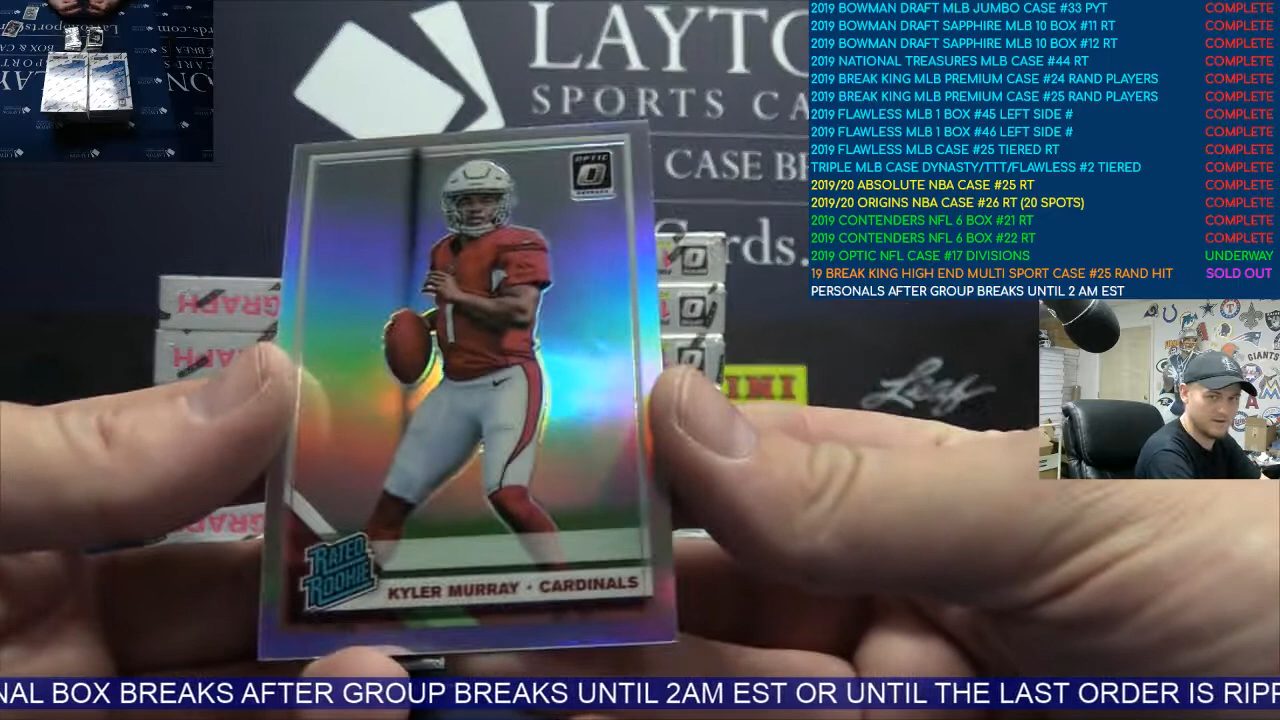 LAYTO
SPORTS CA
CASE BR
rds.
2019 BOWMAN DRAFT MLB JUMBO CASE #33 PYT COMPLETE
2019 BOWMAN DRAFT SAPPHIRE MLB 10 BOX #11 RT COMPLETE
2019 BOWMAN DRAFT SAPPHIRE MLB 10 BOX #12 RT COMPLETE
2019 NATIONAL TREASURES MLB CASE #44 RT COMPLETE
2019 BREAK KING MLB PREMIUM CASE #24 RAND PLAYERS COMPLETE
2019 BREAK KING MLB PREMIUM CASE #25 RAND PLAYERS COMPLETE
2019 FLAWLESS MLB 1 BOX #45 LEFT SIDE # COMPLETE
2019 FLAWLESS MLB 1 BOX #46 LEFT SIDE # COMPLETE
2019 FLAWLESS MLB CASE #25 TIERED RT COMPLETE
TRIPLE MLB CASE DYNASTY/TTT/FLAWLESS #2 TIERED COMPLETE
2019/20 ABSOLUTE NBA CASE #25 RT COMPLETE
2019/20 ORIGINS NBA CASE #26 RT (20 SPOTS) COMPLETE
2019 CONTENDERS NFL 6 BOX #21 RT COMPLETE
2019 CONTENDERS NFL 6 BOX #22 RT COMPLETE
2019 OPTIC NFL CASE #17 DIVISIONS UNDERWAY
19 BREAK KING HIGH END MULTI SPORT CASE #25 RAND HIT SOLD OUT
PERSONALS AFTER GROUP BREAKS UNTIL 2 AM EST
OPTIC
1
RATED
ROOKIE
KYLER MURRAY · CARDINALS
GRAPH
Leaf
GIANTS
NAL BOX BREAKS AFTER GROUP BREAKS UNTIL 2AM EST OR UNTIL THE LAST ORDER IS RIPP